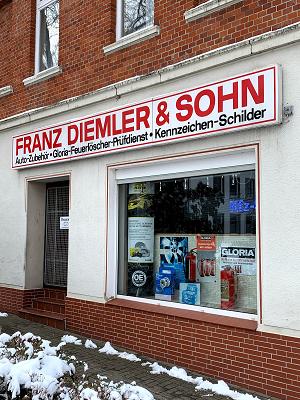 FRANZ DIEMLER & SOHN
Auto-Zubehör • Gloria-Feuerlöscher-Prüfdienst • Kennzeichen-Schilder
GLORIA